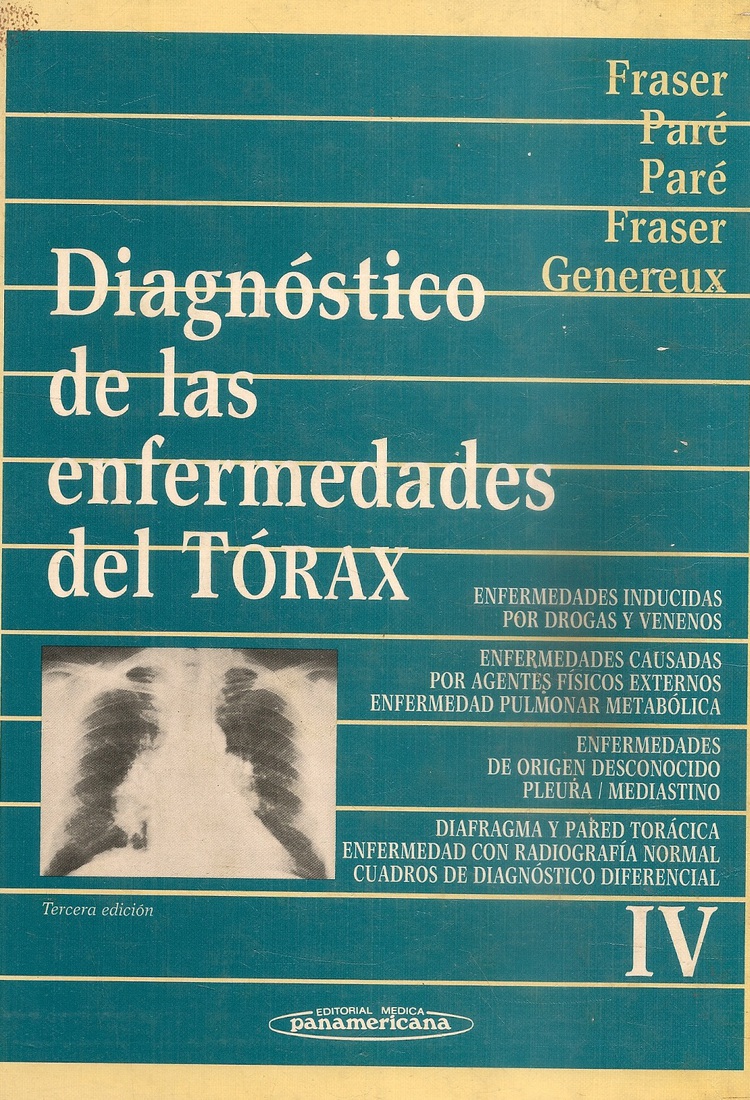 Fraser
Paré
Paré
Fraser
Genereux
Diagnóstico
de las
enfermedades
del TÓRAX
ENFERMEDADES INDUCIDAS
POR DROGAS Y VENENOS
ENFERMEDADES CAUSADAS
POR AGENTES FÍSICOS EXTERNOS
ENFERMEDAD PULMONAR METABÓLICA
ENFERMEDADES
DE ORIGEN DESCONOCIDO
PLEURA / MEDIASTINO
DIAFRAGMA Y PARED TORÁCICA
ENFERMEDAD CON RADIOGRAFÍA NORMAL
CUADROS DE DIAGNÓSTICO DIFERENCIAL
Tercera edición
IV
EDITORIAL MEDICA
panamericana